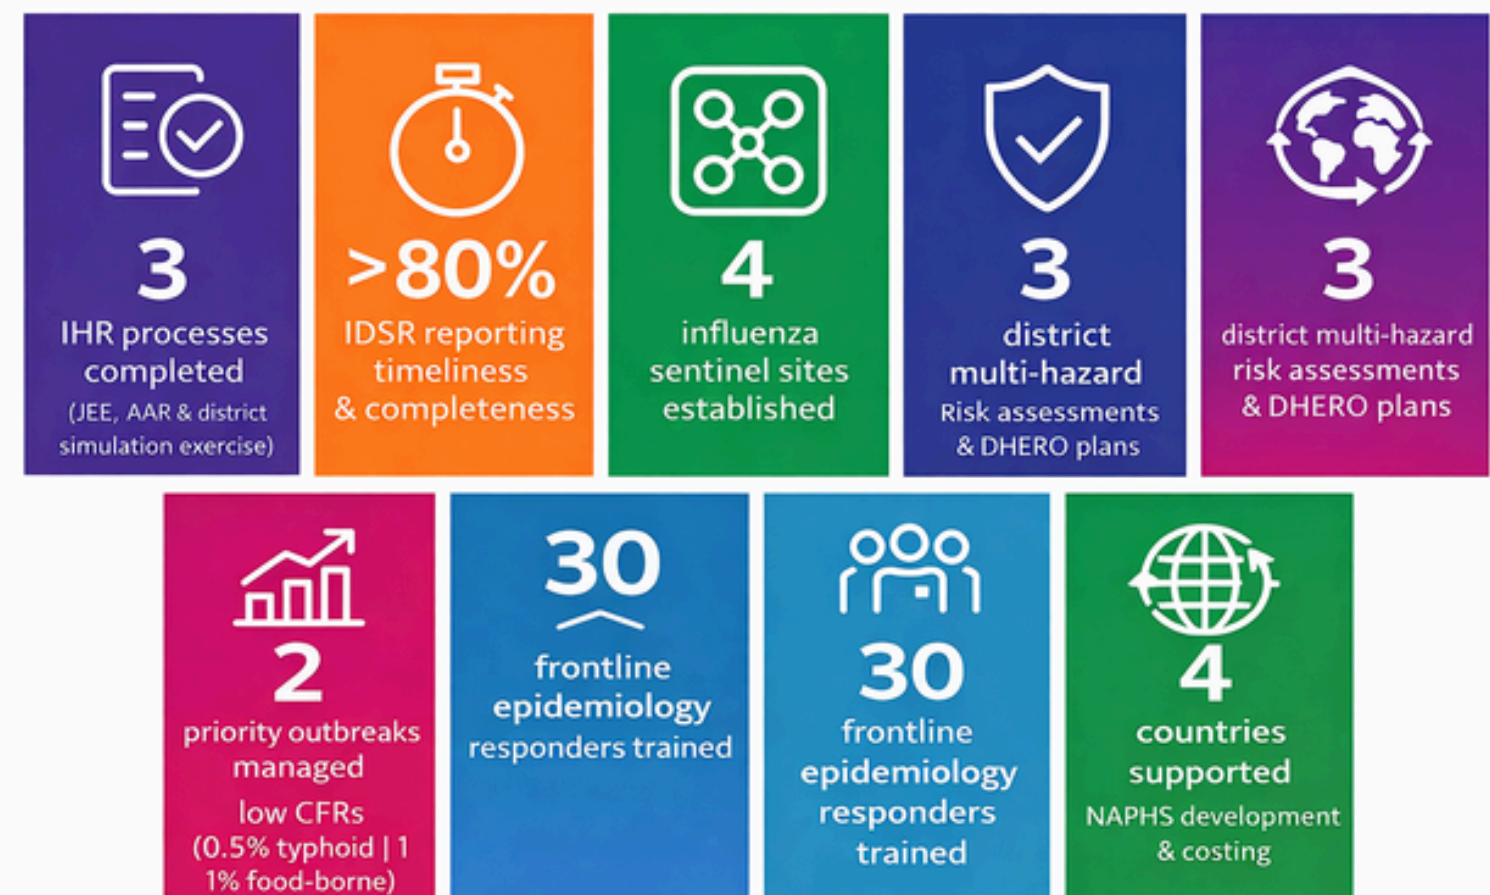 3
IHR processes
completed
(JEE, AAR & district
simulation exercise)
>80%
IDSR reporting
timeliness
& completeness
4
influenza
sentinel sites
established
3
district
multi-hazard
Risk assessments
& DHERO plans
3
district multi-hazard
risk assessments
& DHERO plans
2
priority outbreaks
managed
low CFRs
(0.5% typhoid | 1
1% food-borne)
30
frontline
epidemiology
responders trained
30
frontline
epidemiology
responders
trained
4
countries
supported
NAPHS development
& costing